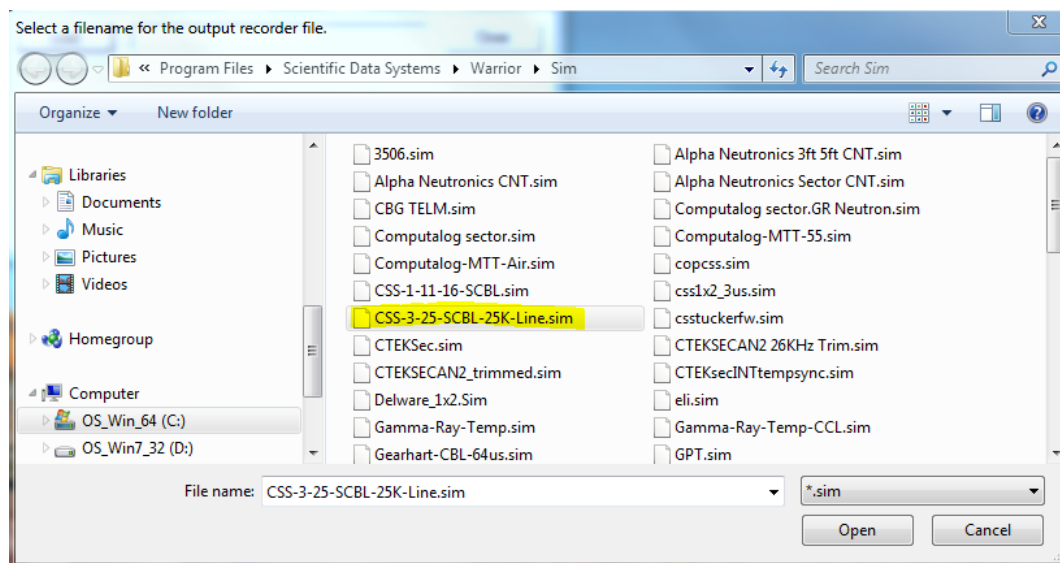 Select a filename for the output recorder file.
« Program Files ▸ Scientific Data Systems ▸ Warrior ▸ Sim
Search Sim
Organize
New folder
Libraries
Documents
Music
Pictures
Videos
Homegroup
Computer
OS_Win_64 (C:)
OS_Win7_32 (D:)
3506.sim
Alpha Neutronics CNT.sim
CBG TELM.sim
Computalog sector.sim
Computalog-MTT-Air.sim
CSS-1-11-16-SCBL.sim
CSS-3-25-SCBL-25K-Line.sim
CTEKSec.sim
CTEKSECAN2_trimmed.sim
Delware_1x2.Sim
Gamma-Ray-Temp.sim
Gearhart-CBL-64us.sim
Alpha Neutronics 3ft 5ft CNT.sim
Alpha Neutronics Sector CNT.sim
Computalog sector.GR Neutron.sim
Computalog-MTT-55.sim
copcss.sim
css1x2_3us.sim
csstuckerfw.sim
CTEKSECAN2 26KHz Trim.sim
CTEKsecINTtempsync.sim
eli.sim
Gamma-Ray-Temp-CCL.sim
GPT.sim
File name: CSS-3-25-SCBL-25K-Line.sim
*.sim
Open
Cancel